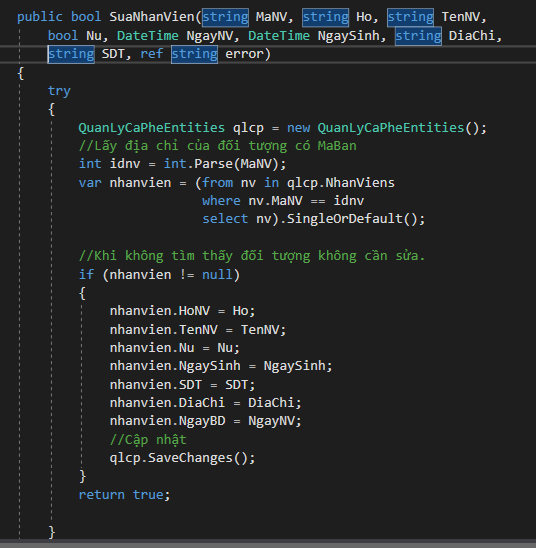 public bool SuaNhanVien(string MaNV, string Ho, string TenNV,
bool Nu, DateTime NgayNV, DateTime NgaySinh, string DiaChi,
string SDT, ref string error)
{
try
{
QuanLyCaPheEntities qlcp = new QuanLyCaPheEntities();
//Lấy địa chỉ của đối tượng có MaBan
int idnv = int.Parse(MaNV);
var nhanvien = (from nv in qlcp.NhanViens
where nv.MaNV == idnv
select nv).SingleOrDefault();
//Khi không tìm thấy đối tượng không cần sửa.
if (nhanvien != null)
{
nhanvien.HoNV = Ho;
nhanvien.TenNV = TenNV;
nhanvien.Nu = Nu;
nhanvien.NgaySinh = NgaySinh;
nhanvien.SDT = SDT;
nhanvien.DiaChi = DiaChi;
nhanvien.NgayBD = NgayNV;
//Cập nhật
qlcp.SaveChanges();
}
return true;
}